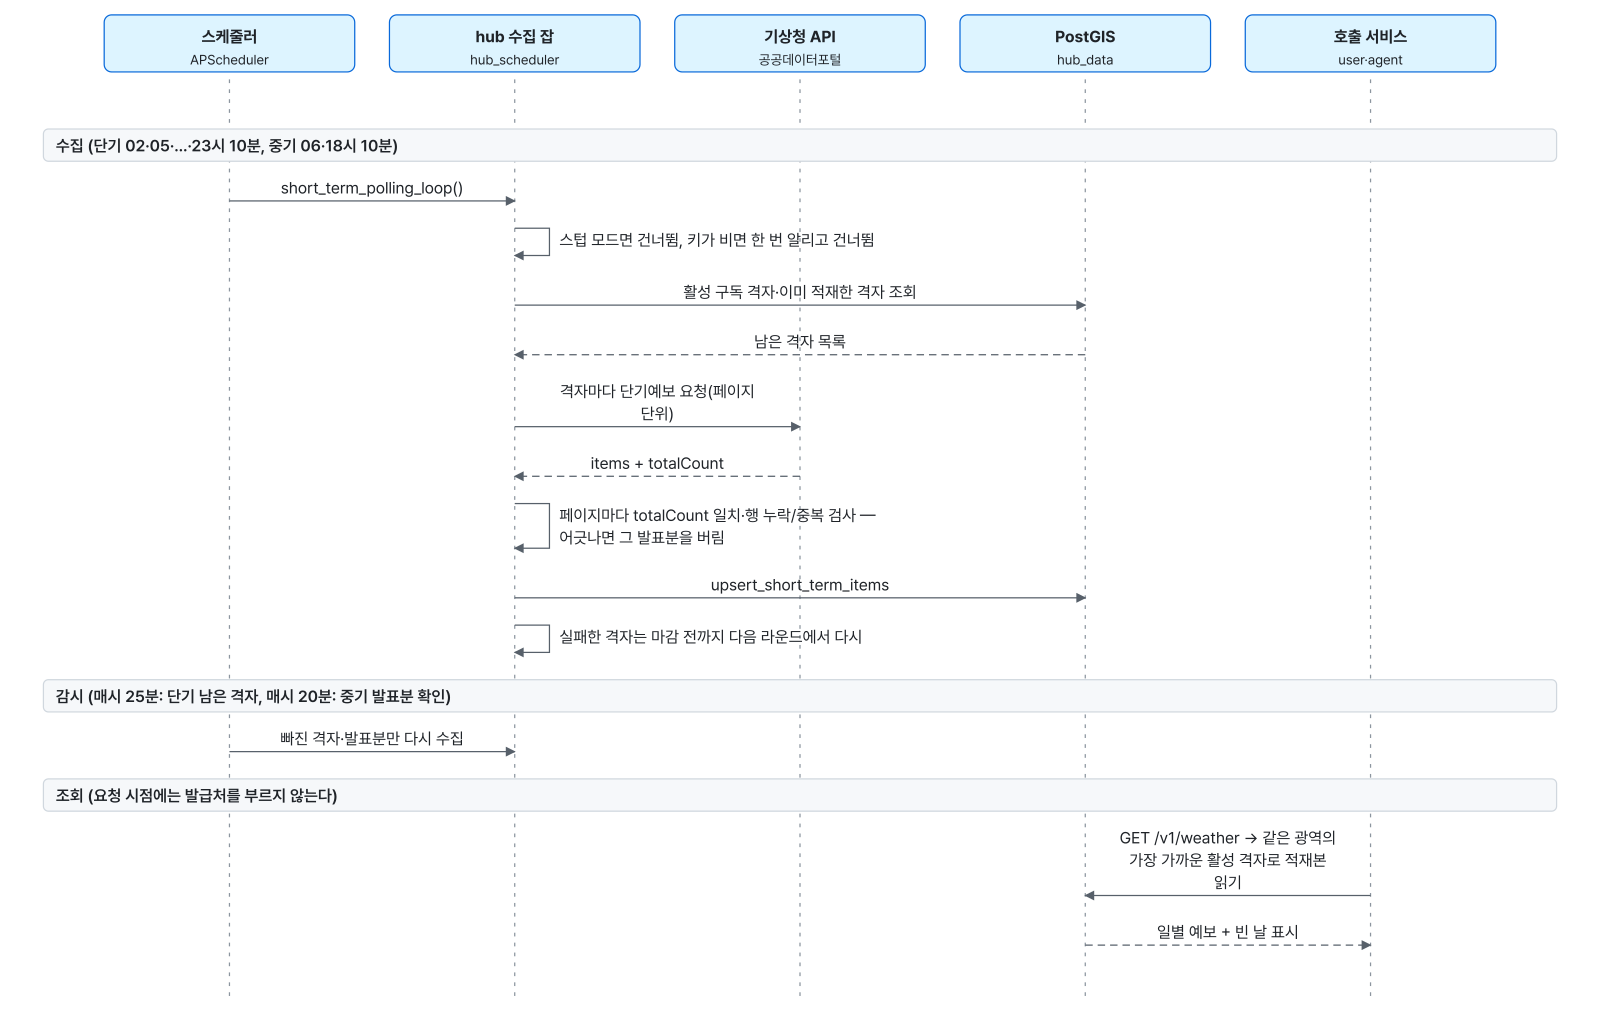 스케줄러
APScheduler
hub 수집 잡
hub_scheduler
기상청 API
공공데이터포털
PostGIS
hub_data
호출 서비스
user·agent
수집 (단기 02·05·…·23시 10분, 중기 06·18시 10분)
short_term_polling_loop()
스텁 모드면 건너뜀, 키가 비면 한 번 알리고 건너뜀
활성 구독 격자·이미 적재한 격자 조회
남은 격자 목록
격자마다 단기예보 요청(페이지
단위)
items + totalCount
페이지마다 totalCount 일치·행 누락/중복 검사 —
어긋나면 그 발표분을 버림
upsert_short_term_items
실패한 격자는 마감 전까지 다음 라운드에서 다시
감시 (매시 25분: 단기 남은 격자, 매시 20분: 중기 발표분 확인)
빠진 격자·발표분만 다시 수집
조회 (요청 시점에는 발급처를 부르지 않는다)
GET /v1/weather → 같은 광역의
가장 가까운 활성 격자로 적재본
읽기
일별 예보 + 빈 날 표시